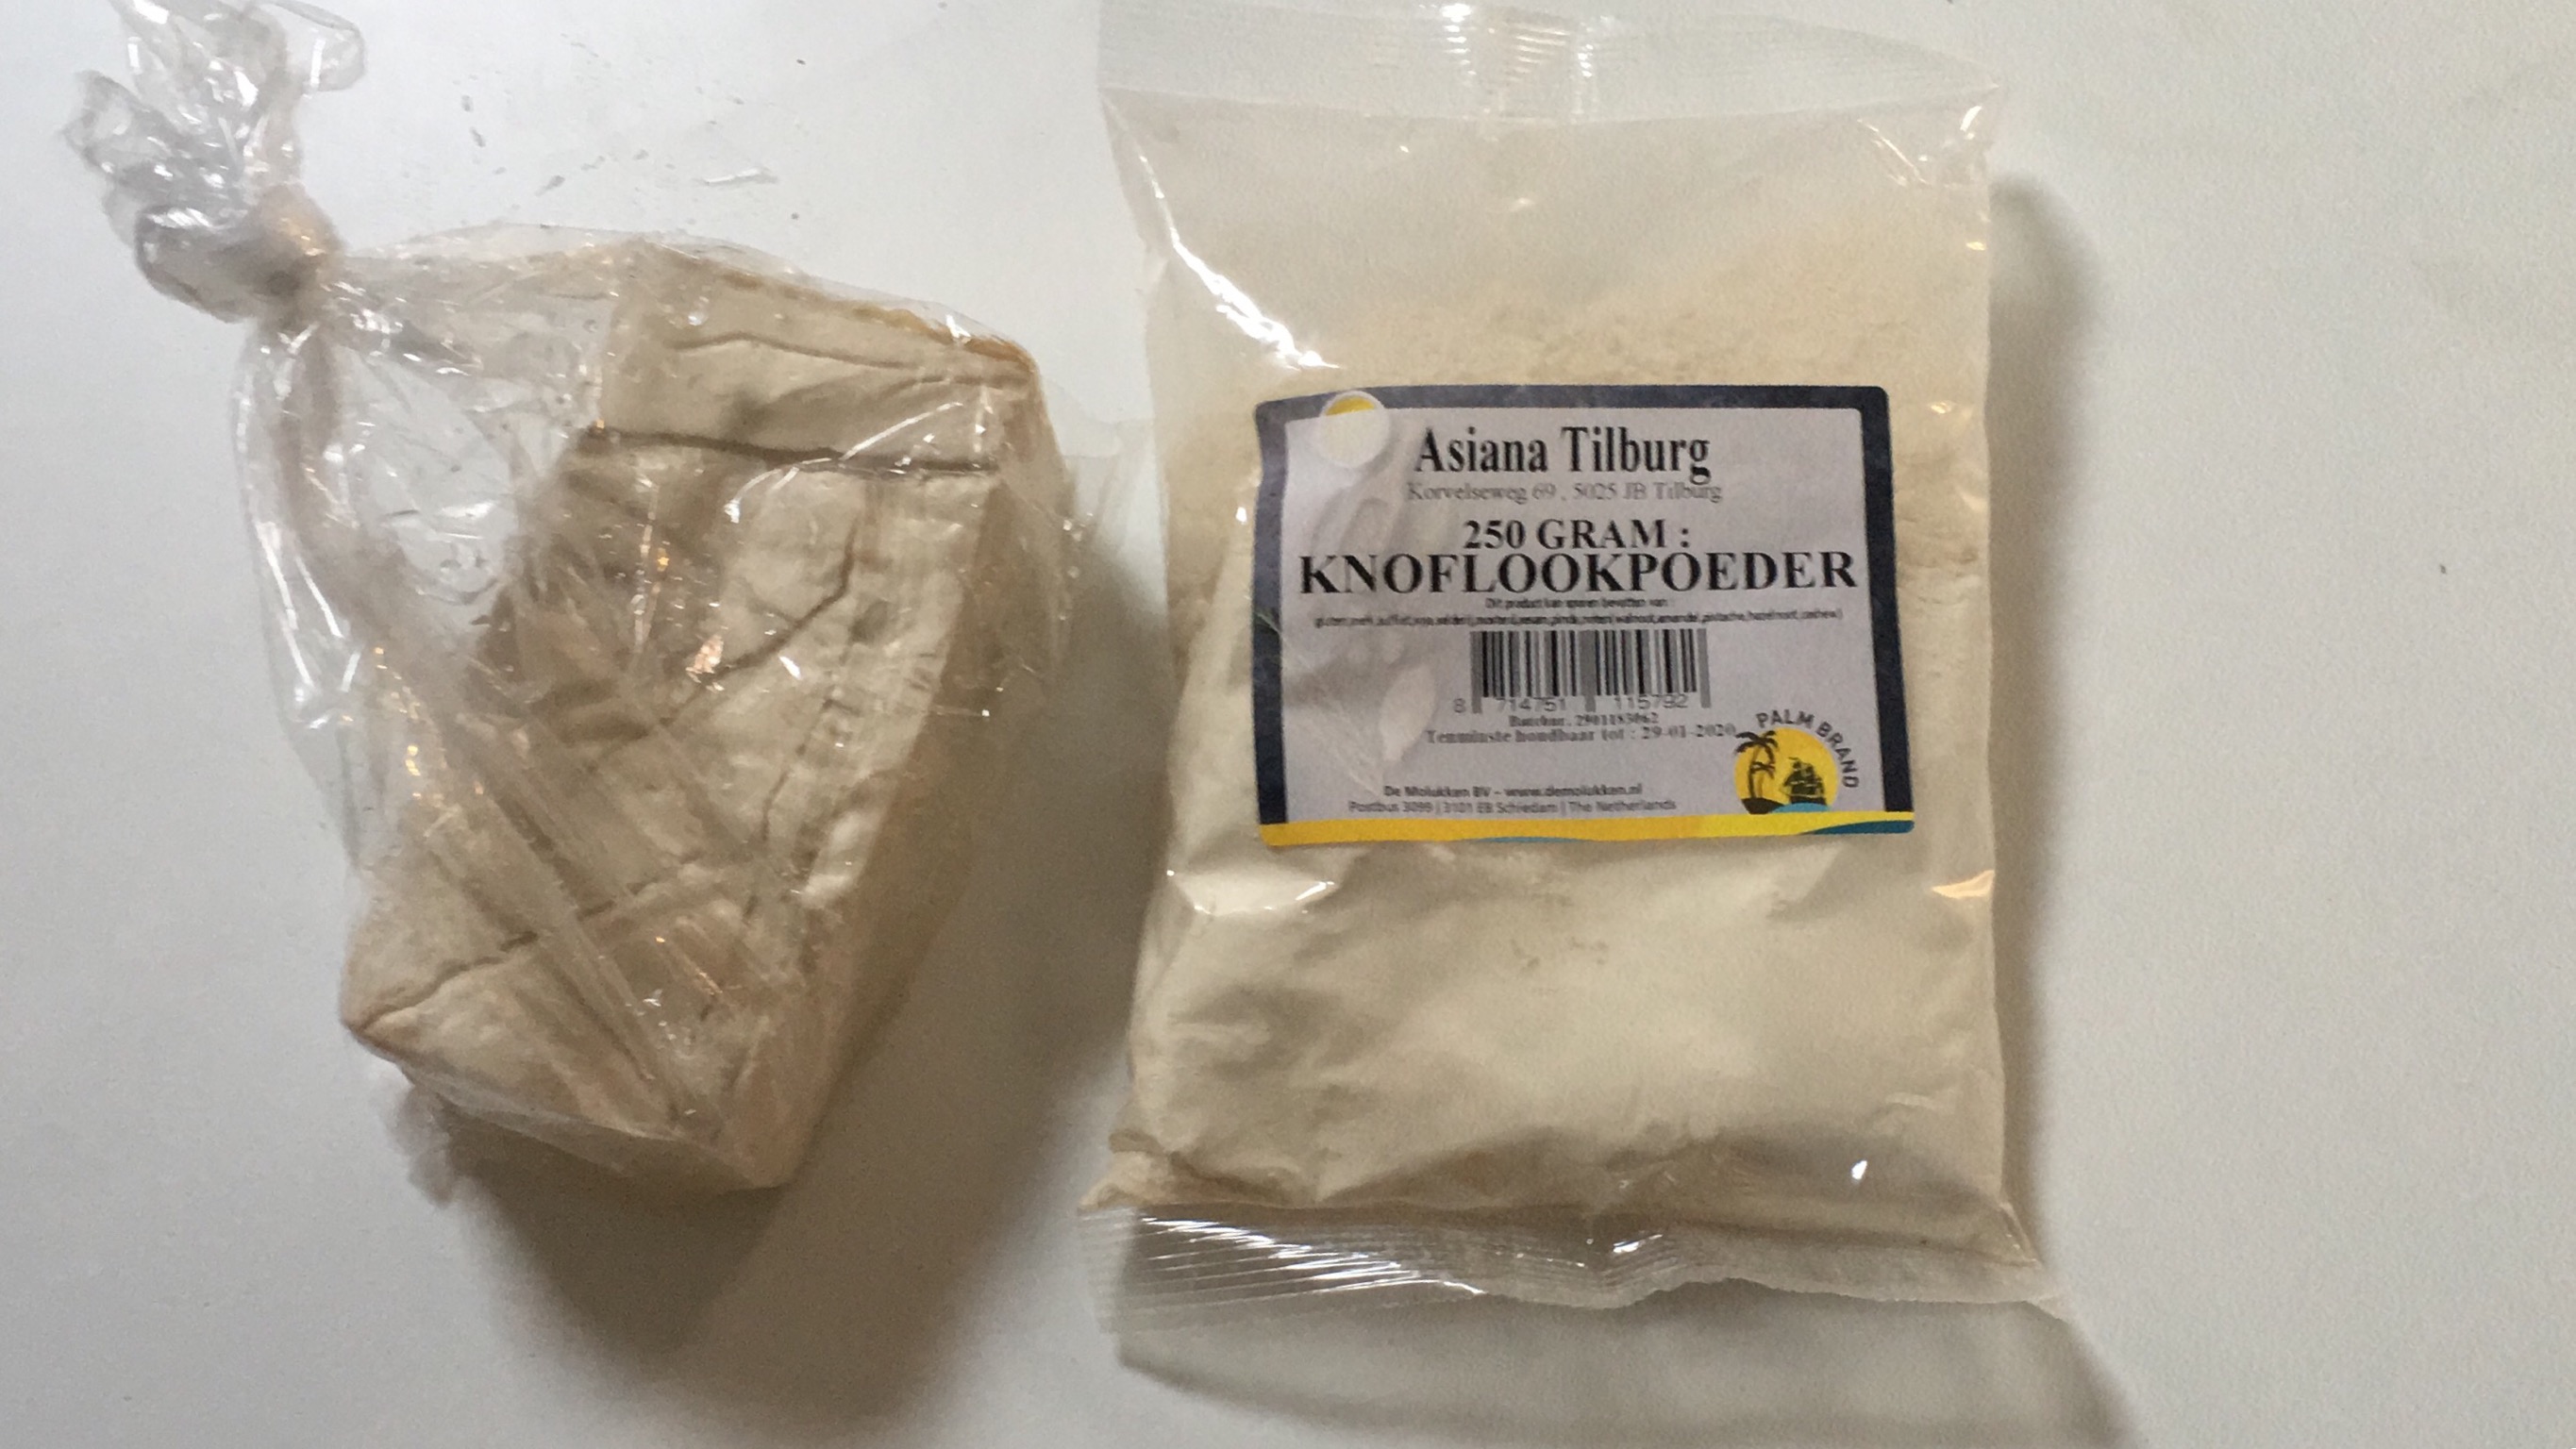 Asiana Tilburg
Korvelseweg 69 , 5025 JB Tilburg
250 GRAM :
KNOFLOOKPOEDER
Dit product kan sporen bevatten van :
8 714751 115792
Batchnr. 2901183062
Tenminste houdbaar tot : 29-01-2020
PALM BRAND
De Molukken BV - www.demolukken.nl
Postbus 3099 | 3101 EB Schiedam | The Netherlands